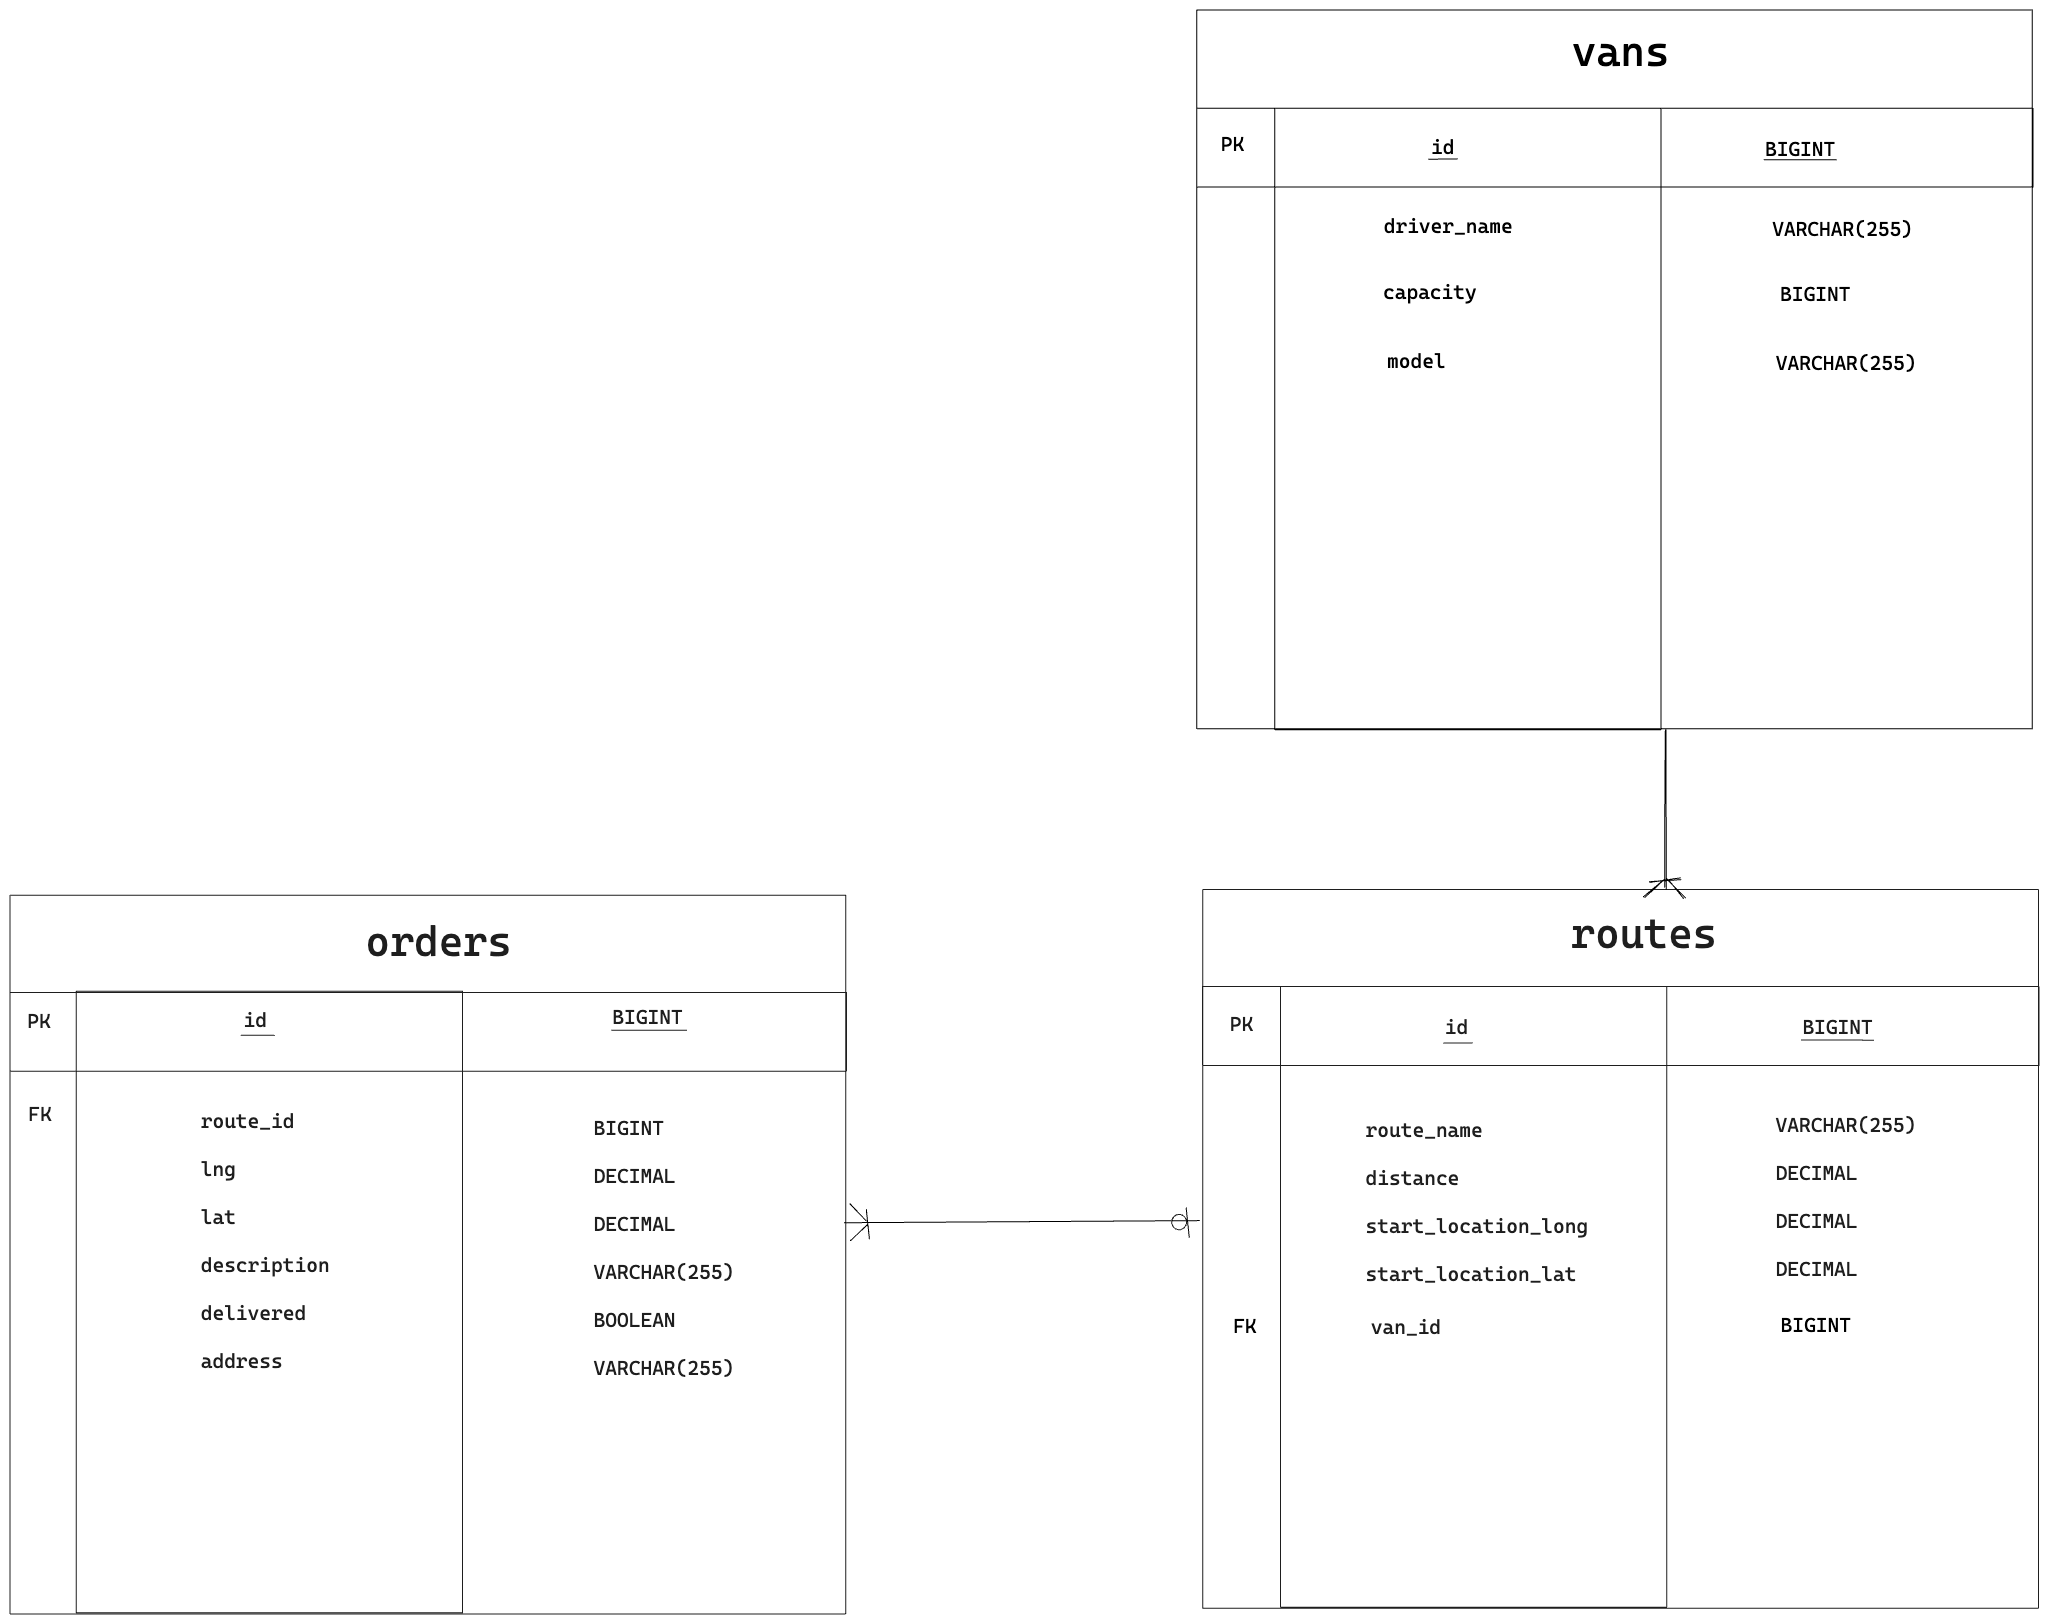 vans
PK id BIGINT
driver_name VARCHAR(255)
capacity BIGINT
model VARCHAR(255)
orders
PK id BIGINT
FK route_id BIGINT
lng DECIMAL
lat DECIMAL
description VARCHAR(255)
delivered BOOLEAN
address VARCHAR(255)
routes
PK id BIGINT
route_name VARCHAR(255)
distance DECIMAL
start_location_long DECIMAL
start_location_lat DECIMAL
FK van_id BIGINT